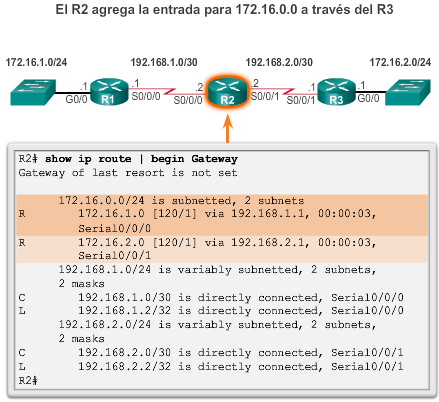 El R2 agrega la entrada para 172.16.0.0 a través del R3
172.16.1.0/24 192.168.1.0/30 192.168.2.0/30 172.16.2.0/24
.1 .1 .2 .2 .1 .1
R1 R2 R3
G0/0 S0/0/0 S0/0/0 S0/0/1 S0/0/1 G0/0
R2# show ip route | begin Gateway
Gateway of last resort is not set
172.16.0.0/24 is subnetted, 2 subnets
R 172.16.1.0 [120/1] via 192.168.1.1, 00:00:03,
Serial0/0/0
R 172.16.2.0 [120/1] via 192.168.2.1, 00:00:03,
Serial0/0/1
192.168.1.0/24 is variably subnetted, 2 subnets,
2 masks
C 192.168.1.0/30 is directly connected, Serial0/0/0
L 192.168.1.2/32 is directly connected, Serial0/0/0
192.168.2.0/24 is variably subnetted, 2 subnets,
2 masks
C 192.168.2.0/30 is directly connected, Serial0/0/1
L 192.168.2.2/32 is directly connected, Serial0/0/1
R2#